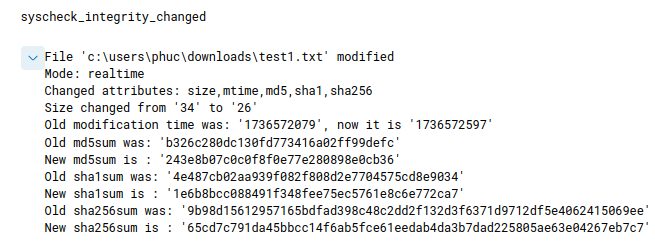 syscheck_integrity_changed
File 'c:\users\phuc\downloads\test1.txt' modified
Mode: realtime
Changed attributes: size,mtime,md5,sha1,sha256
Size changed from '34' to '26'
Old modification time was: '1736572079', now it is '1736572597'
Old md5sum was: 'b326c280dc130fd773416a02ff99defc'
New md5sum is : '243e8b07c0c0f8f0e77e280898e0cb36'
Old sha1sum was: '4e487cb02aa939f082f808d2e7704575cd8e9034'
New sha1sum is : '1e6b8bcc088491f348fee75ec5761e8c6e772ca7'
Old sha256sum was: '9b98d15612957165bdfad398c48c2dd2f132d3f6371d9712df5e4062415069ee'
New sha256sum is : '65cd7c791da45bbcc14f6ab5fce61eedab4da3b7dad225805ae63e04267eb7c7'